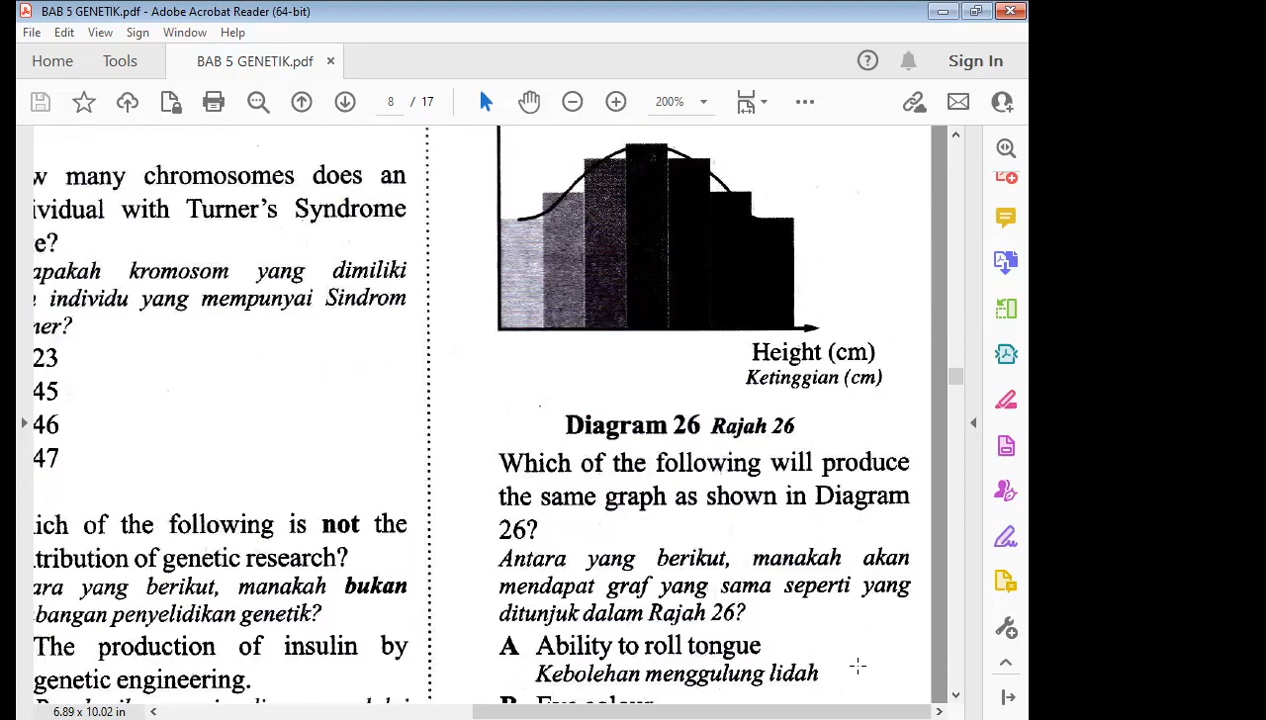 BAB 5 GENETIK.pdf - Adobe Acrobat Reader (64-bit)
File Edit View Sign Window Help
Home Tools BAB 5 GENETIK.pdf × Sign In
8 / 17 200%
w many chromosomes does an
ividual with Turner's Syndrome
e?
apakah kromosom yang dimiliki
individu yang mempunyai Sindrom
ner?
23
45
46
47
ich of the following is not the
tribution of genetic research?
ara yang berikut, manakah bukan
bangan penyelidikan genetik?
The production of insulin by
genetic engineering.
Height (cm)
Ketinggian (cm)
Diagram 26 Rajah 26
Which of the following will produce
the same graph as shown in Diagram
26?
Antara yang berikut, manakah akan
mendapat graf yang sama seperti yang
ditunjuk dalam Rajah 26?
A Ability to roll tongue
Kebolehan menggulung lidah
B Eye colour
6.89 x 10.02 in